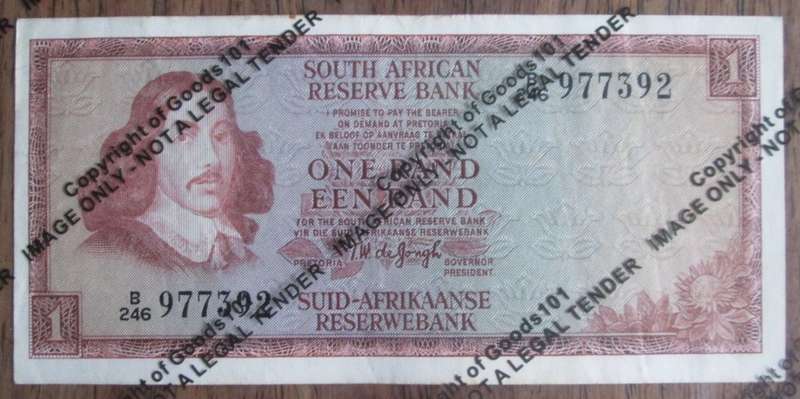 SOUTH AFRICAN
RESERVE BANK
B/246 977392
1
I PROMISE TO PAY THE BEARER
ON DEMAND AT PRETORIA
EK BELOOF OP AANVRAAG TE
AAN TOONDER TE PRETORIA
ONE RAND
EEN RAND
FOR THE SOUTH AFRICAN RESERVE BANK
VIR DIE SUID-AFRIKAANSE RESERWEBANK
PRETORIA T.W. de Jongh GOVERNOR
PRESIDENT
1
B/246 977392
SUID-AFRIKAANSE
RESERWEBANK
Copyright of Goods101
IMAGE ONLY - NOT A LEGAL TENDER
Copyright of Goods101
IMAGE ONLY - NOT A LEGAL TENDER
Copyright of
IMAGE ONLY -
Copyright of Goods101
NOT A LEGAL TENDER
Copyright of Goods101
NOT A LEGAL TENDER